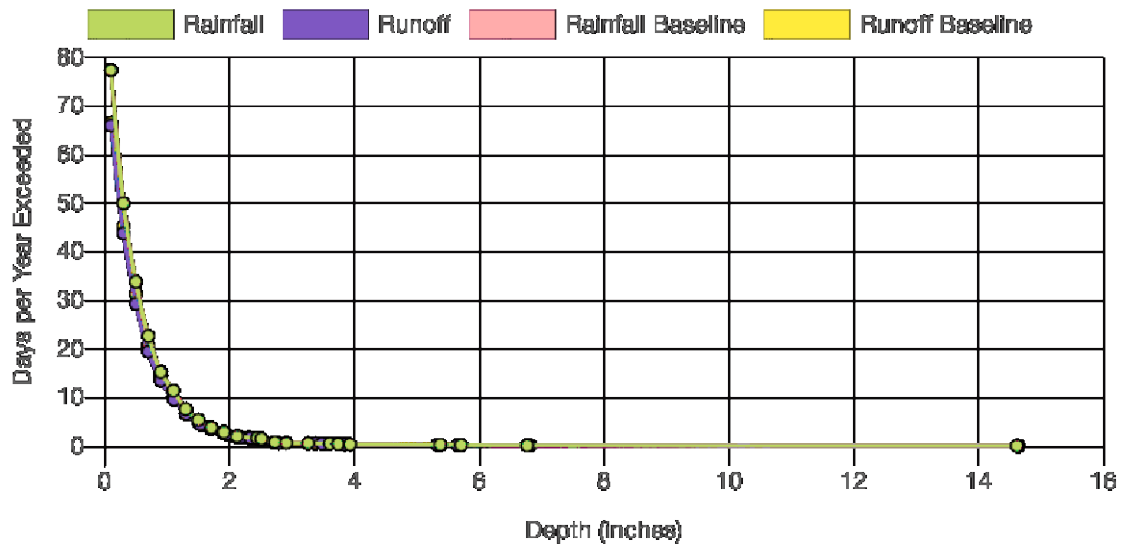 Rainfall Runoff Rainfall Baseline Runoff Baseline
80
70
60
50
40
30
20
10
0
Days per Year Exceeded
0 2 4 6 8 10 12 14 16
Depth (inches)